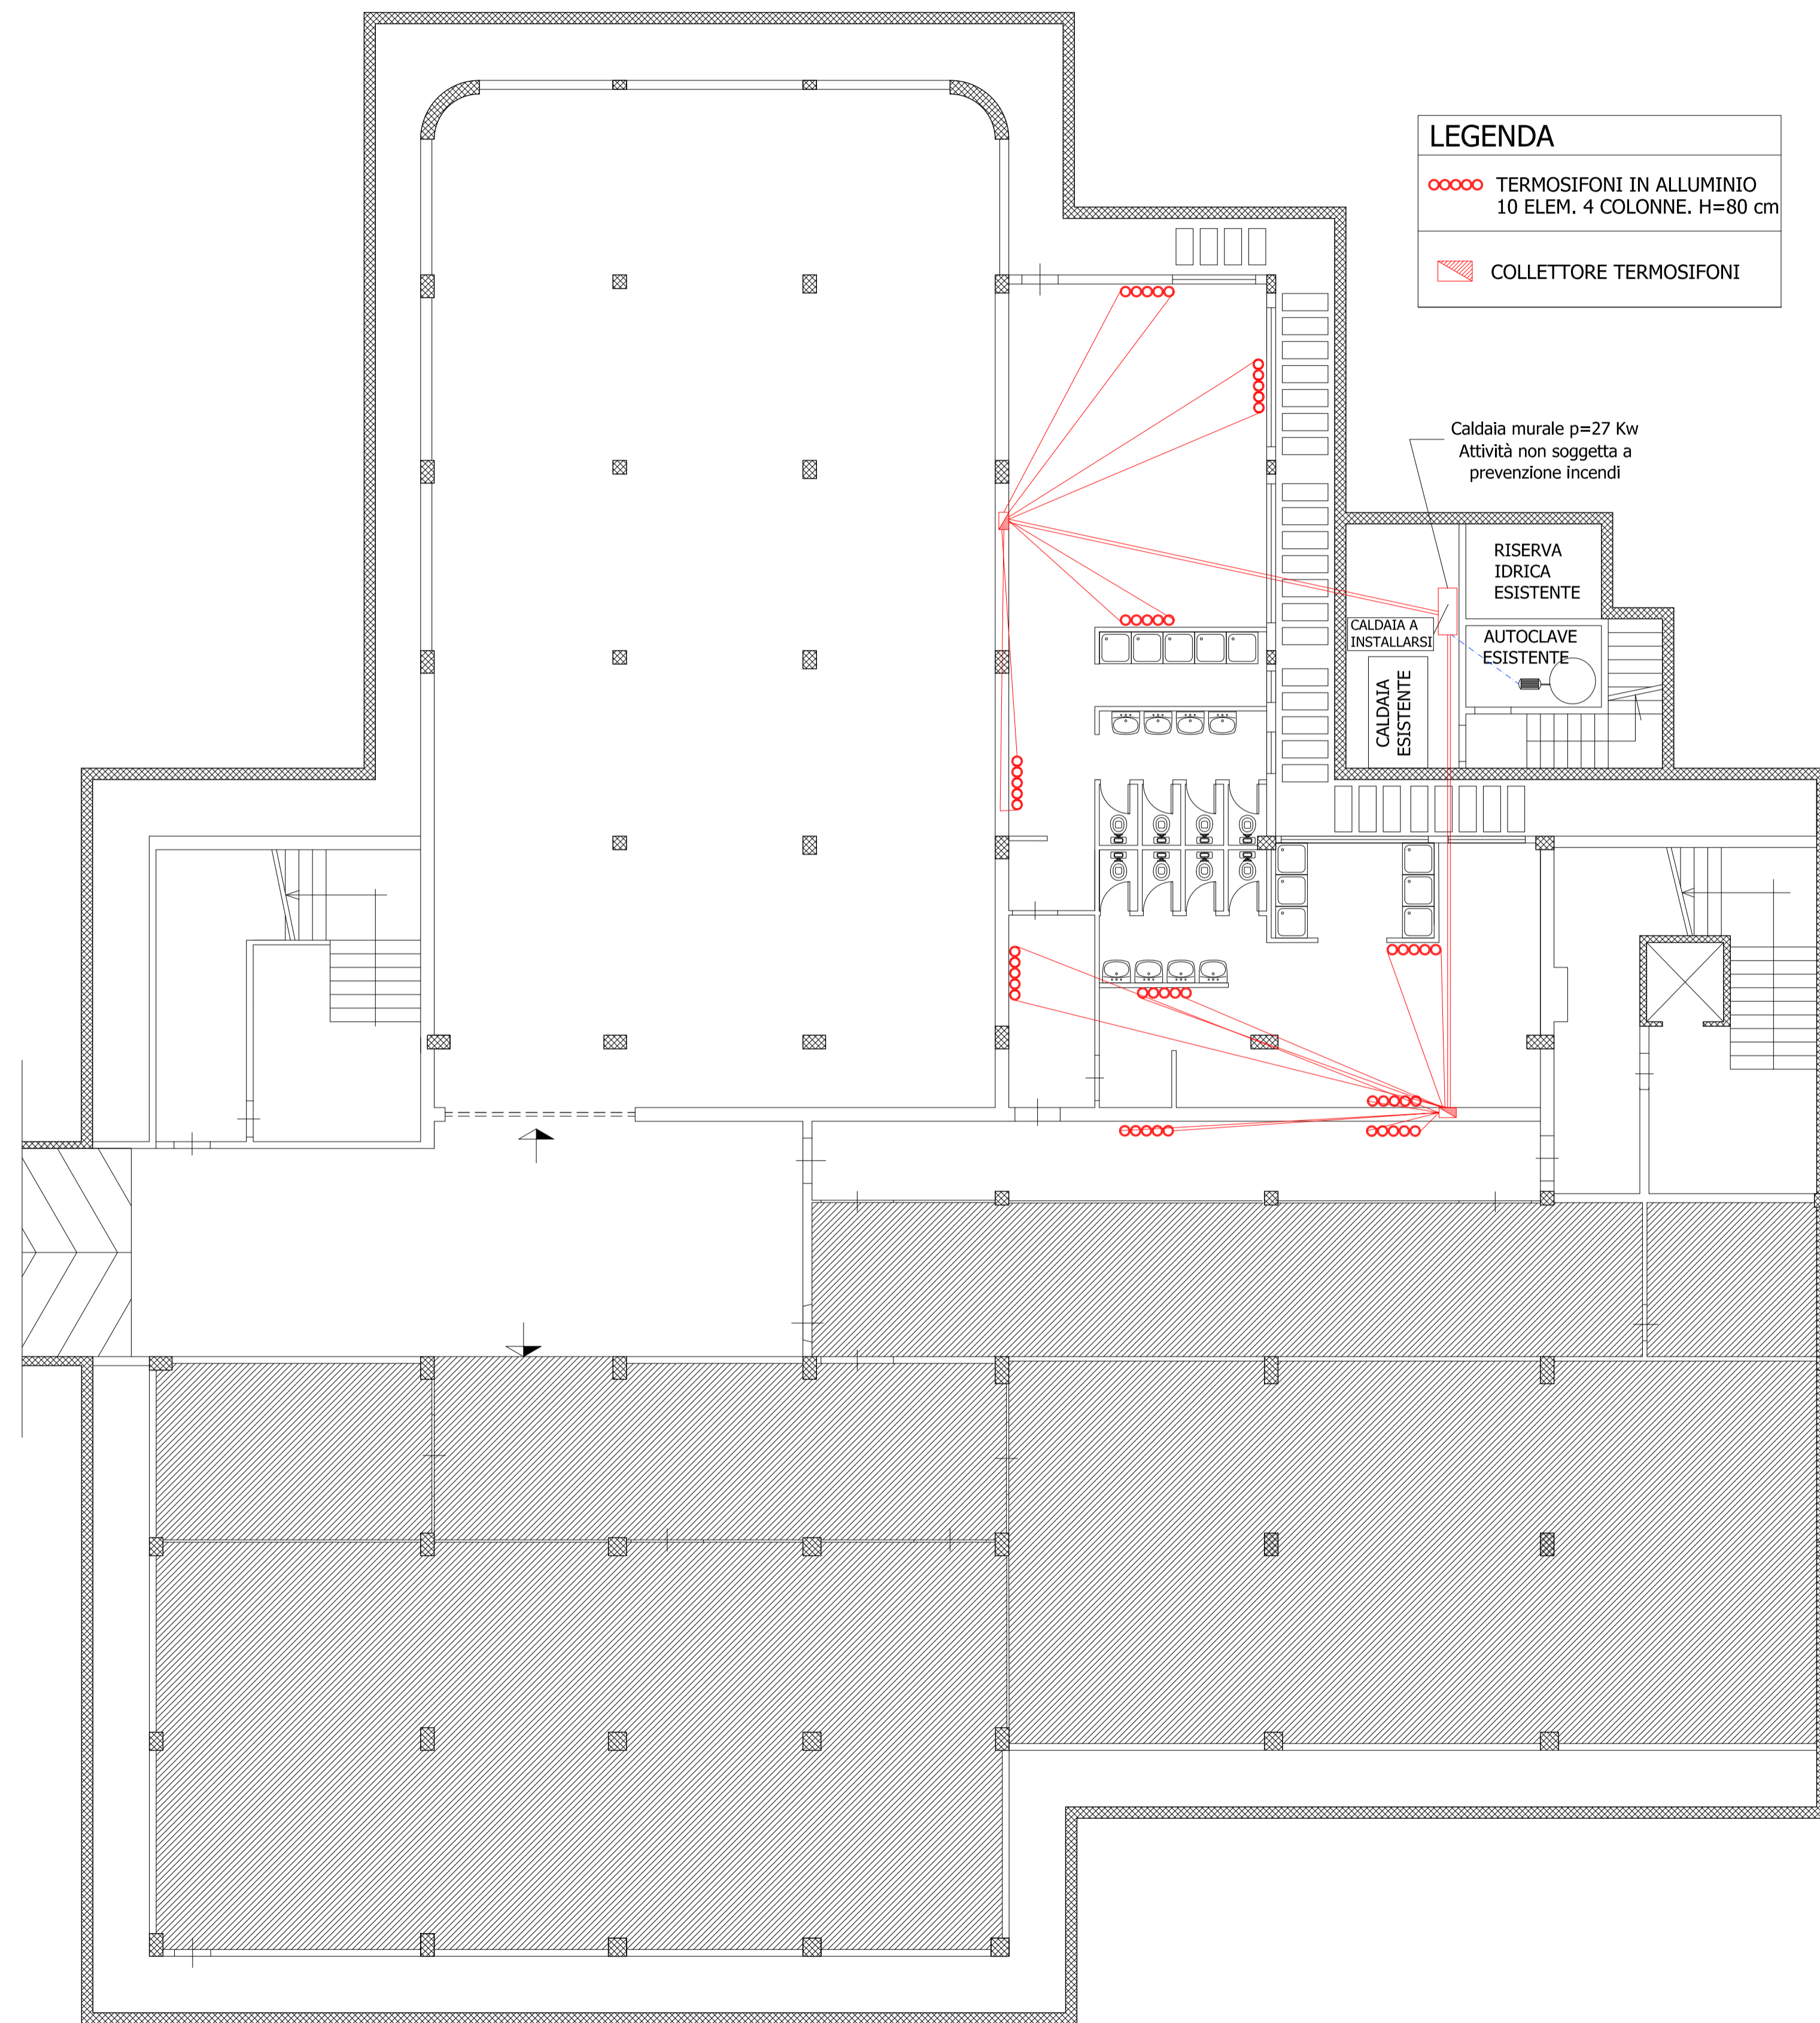 LEGENDA
TERMOSIFONI IN ALLUMINIO
10 ELEM. 4 COLONNE. H=80 cm
COLLETTORE TERMOSIFONI
Caldaia murale p=27 Kw
Attività non soggetta a
prevenzione incendi
RISERVA
IDRICA
ESISTENTE
CALDAIA A
INSTALLARSI
AUTOCLAVE
ESISTENTE
CALDAIA
ESISTENTE